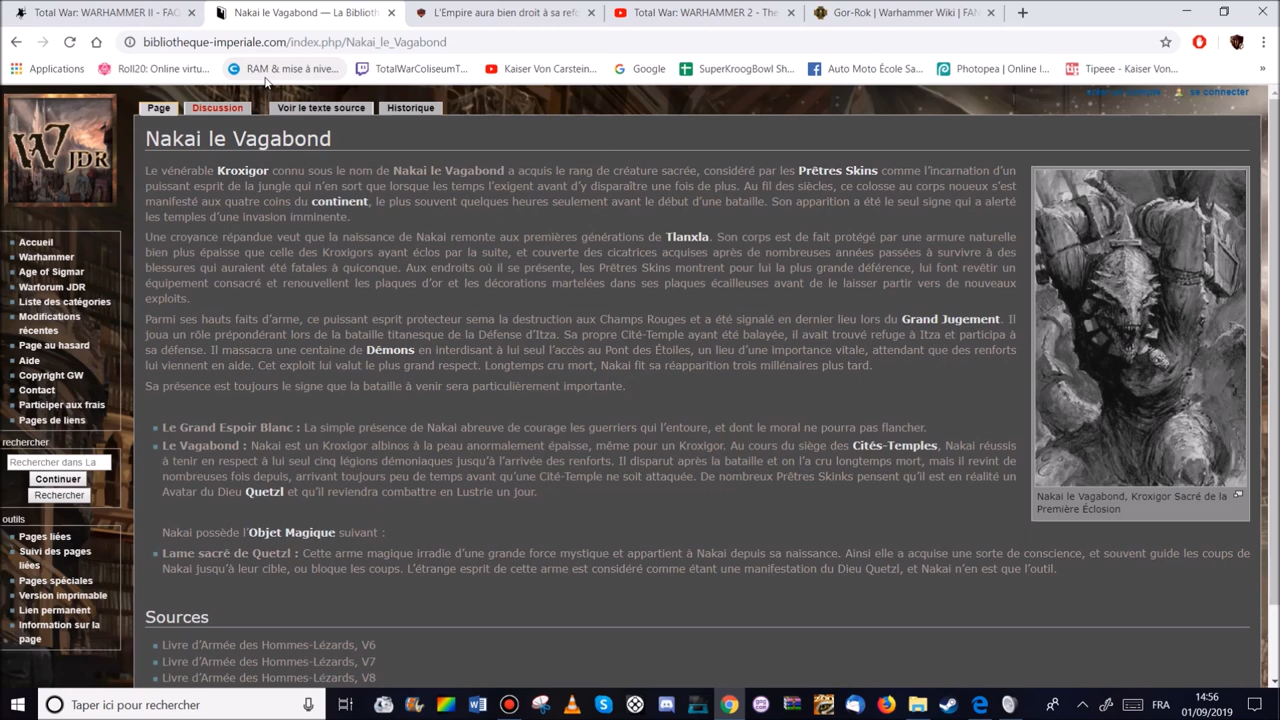 Total War: WARHAMMER II - FAQ
Nakai le Vagabond — La Biblioth
L'Empire aura bien droit à sa refo
Total War: WARHAMMER 2 - The
Gor-Rok | Warhammer Wiki | FAN
bibliotheque-imperiale.com/index.php/Nakai_le_Vagabond
Applications
Roll20: Online virtu...
RAM & mise à nive...
TotalWarColiseumT...
Kaiser Von Carstein...
Google
SuperKroogBowl Sh...
Auto Moto École Sa...
Photopea | Online I...
Tipeee - Kaiser Von...
»
W JDR
Page
Discussion
Voir le texte source
Historique
se connecter
Nakai le Vagabond
Le vénérable Kroxigor connu sous le nom de Nakai le Vagabond a acquis le rang de créature sacrée, considéré par les Prêtres Skins comme l'incarnation d'un
puissant esprit de la jungle qui n'en sort que lorsque les temps l'exigent avant d'y disparaître une fois de plus. Au fil des siècles, ce colosse au corps noueux s'est
manifesté aux quatre coins du continent, le plus souvent quelques heures seulement avant le début d'une bataille. Son apparition a été le seul signe qui a alerté
les temples d'une invasion imminente.
Une croyance répandue veut que la naissance de Nakai remonte aux premières générations de Tlanxla. Son corps est de fait protégé par une armure naturelle
bien plus épaisse que celle des Kroxigors ayant éclos par la suite, et couverte des cicatrices acquises après de nombreuses années passées à survivre à des
blessures qui auraient été fatales à quiconque. Aux endroits où il se présente, les Prêtres Skins montrent pour lui la plus grande déférence, lui font revêtir un
équipement consacré et renouvellent les plaques d'or et les décorations martelées dans ses plaques écailleuses avant de le laisser partir vers de nouveaux
exploits.
Parmi ses hauts faits d'arme, ce puissant esprit protecteur sema la destruction aux Champs Rouges et a été signalé en dernier lieu lors du Grand Jugement. Il
joua un rôle prépondérant lors de la bataille titanesque de la Défense d'Itza. Sa propre Cité-Temple ayant été balayée, il avait trouvé refuge à Itza et participa à
sa défense. Il massacra une centaine de Démons en interdisant à lui seul l'accès au Pont des Étoiles, un lieu d'une importance vitale, attendant que des renforts
lui viennent en aide. Cet exploit lui valut le plus grand respect. Longtemps cru mort, Nakai fit sa réapparition trois millénaires plus tard.
Sa présence est toujours le signe que la bataille à venir sera particulièrement importante.
Le Grand Espoir Blanc : La simple présence de Nakai abreuve de courage les guerriers qui l'entoure, et dont le moral ne pourra pas flancher.
Le Vagabond : Nakai est un Kroxigor albinos à la peau anormalement épaisse, même pour un Kroxigor. Au cours du siège des Cités-Temples, Nakai réussis
à tenir en respect à lui seul cinq légions démoniaques jusqu'à l'arrivée des renforts. Il disparut après la bataille et on l'a cru longtemps mort, mais il revint de
nombreuses fois depuis, arrivant toujours peu de temps avant qu'une Cité-Temple ne soit attaquée. De nombreux Prêtres Skinks pensent qu'il est en réalité un
Avatar du Dieu Quetzl et qu'il reviendra combattre en Lustrie un jour.
Nakai possède l'Objet Magique suivant :
Lame sacré de Quetzl : Cette arme magique irradie d'une grande force mystique et appartient à Nakai depuis sa naissance. Ainsi elle a acquise une sorte de conscience, et souvent guide les coups de
Nakai jusqu'à leur cible, ou bloque les coups. L'étrange esprit de cette arme est considéré comme étant une manifestation du Dieu Quetzl, et Nakai n'en est que l'outil.
Nakai le Vagabond, Kroxigor Sacré de la
Première Éclosion
Sources
Livre d'Armée des Hommes-Lézards, V6
Livre d'Armée des Hommes-Lézards, V7
Livre d'Armée des Hommes-Lézards, V8
Accueil
Warhammer
Age of Sigmar
Warforum JDR
Liste des catégories
Modifications
récentes
Page au hasard
Aide
Copyright GW
Contact
Participer aux frais
Pages de liens
rechercher
Rechercher dans La
Continuer
Rechercher
outils
Pages liées
Suivi des pages
liées
Pages spéciales
Version imprimable
Lien permanent
Information sur la
page
Taper ici pour rechercher
FRA
14:56
01/09/2019